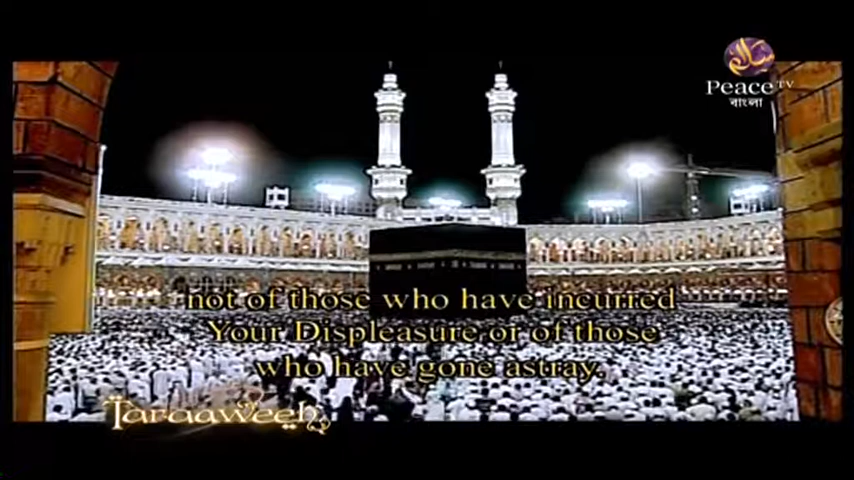 Peace TV
বাংলা
not of those who have incurred
Your Displeasure or of those
who have gone astray.
Taraaweeh